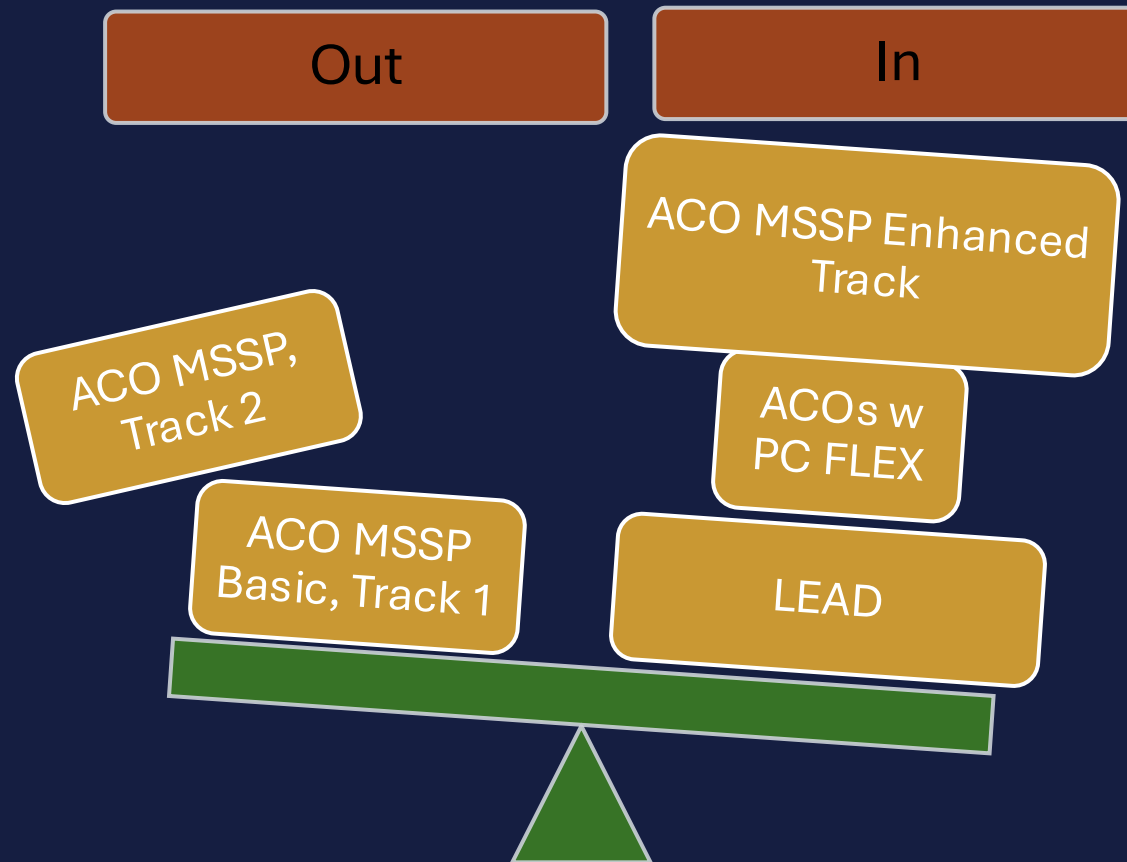 Out
In
ACO MSSP Enhanced
Track
ACO MSSP,
Track 2
ACOs w
PC FLEX
ACO MSSP
Basic, Track 1
LEAD